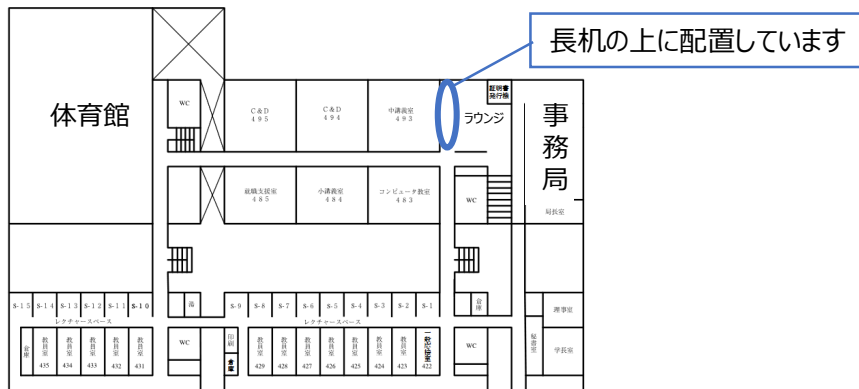 長机の上に配置しています
体育館
WC
C&D
495
C&D
494
中講義室
493
ラウンジ
証明書
発行機
事務局
就職支援室
485
小講義室
484
コンピュータ教室
483
WC
局長室
S-15
S-14
S-13
S-12
S-11
S-10
湯
S-9
S-8
S-7
S-6
S-5
S-4
S-3
S-2
S-1
倉庫
理事室
レクチャースペース
レクチャースペース
倉庫
教員室
435
教員室
434
教員室
433
教員室
432
教員室
431
WC
印刷
倉庫
教員室
429
教員室
428
教員室
427
教員室
426
教員室
425
教員室
424
教員室
423
422
WC
秘書室
学長室